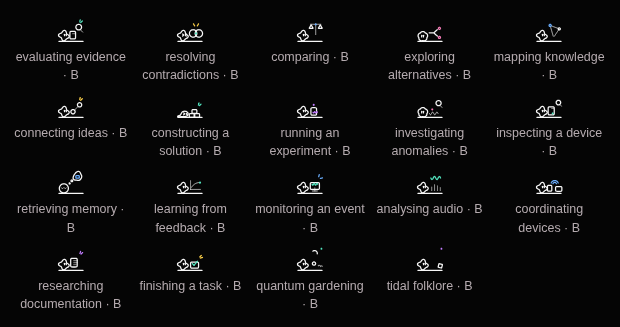 evaluating evidence · B
resolving contradictions · B
comparing · B
exploring alternatives · B
mapping knowledge · B
connecting ideas · B
constructing a solution · B
running an experiment · B
investigating anomalies · B
inspecting a device · B
retrieving memory · B
learning from feedback · B
monitoring an event · B
analysing audio · B
coordinating devices · B
researching documentation · B
finishing a task · B
quantum gardening · B
tidal folklore · B